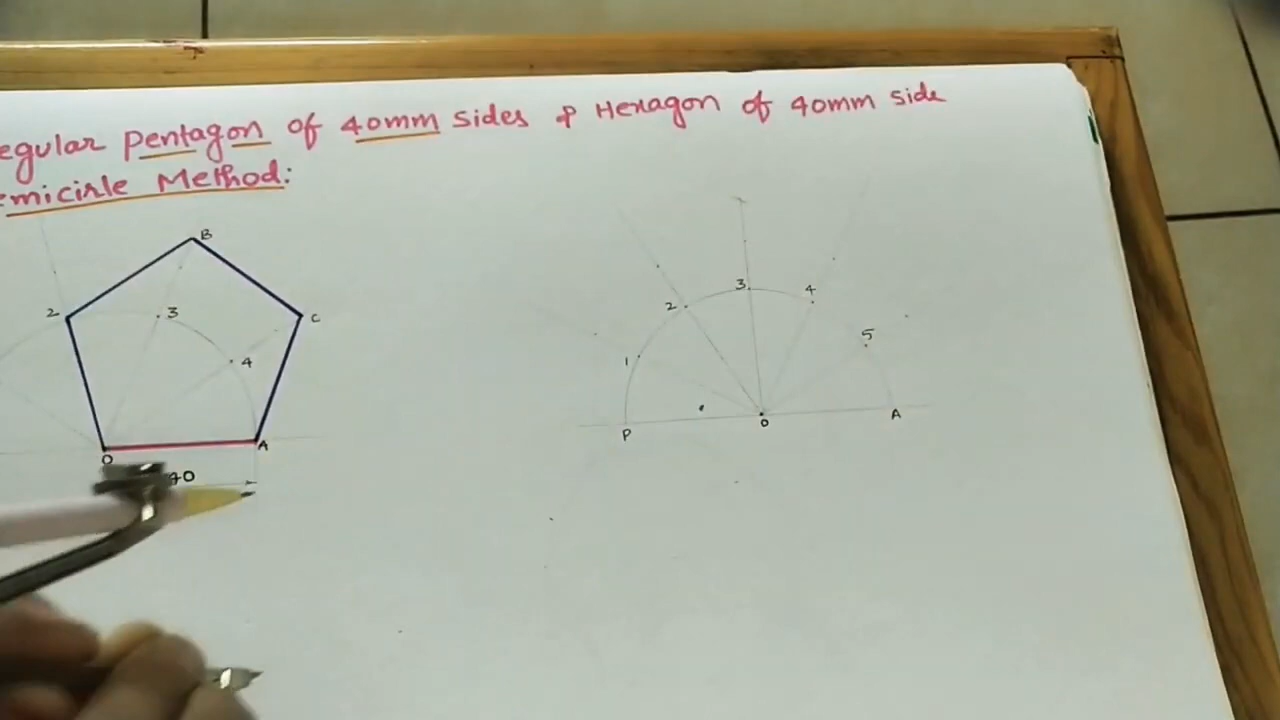 egular pentagon of 40mm sides & Hexagon of 40mm side
emicirle Method:
B
2
3
C
4
O
A
40
3
4
2
5
1
P
O
A